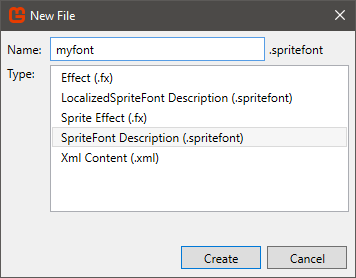 New File
Name: myfont .spritefont
Type:
Effect (.fx)
LocalizedSpriteFont Description (.spritefont)
Sprite Effect (.fx)
SpriteFont Description (.spritefont)
Xml Content (.xml)
Create Cancel